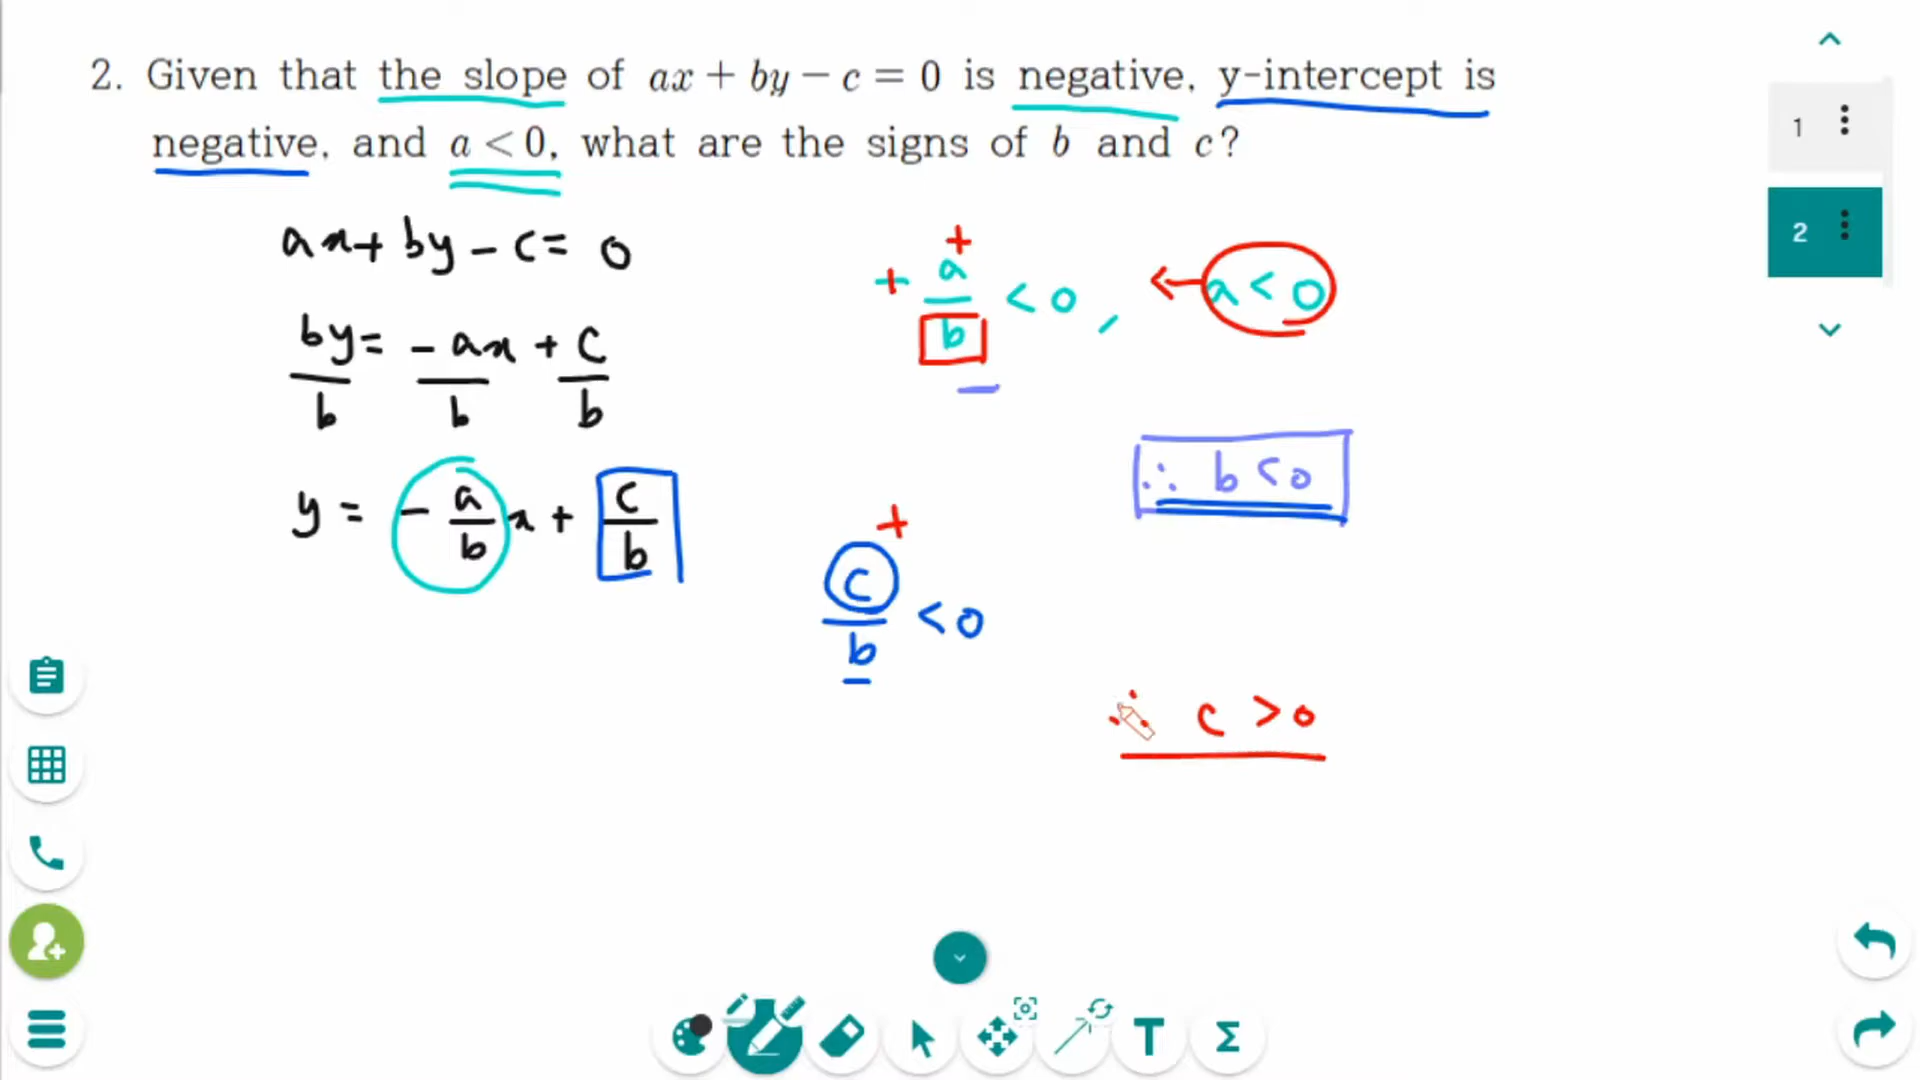 2. Given that the slope of ax + by − c = 0 is negative, y-intercept is
negative, and a < 0, what are the signs of b and c?
ax + by - c = 0
by = - ax + c
b b b
y = - a/b x + c/b
+
+ a/b < 0, ← a < 0
−
∴ b < 0
+
c/b < 0
∴ c > 0
1
2
T
Σ